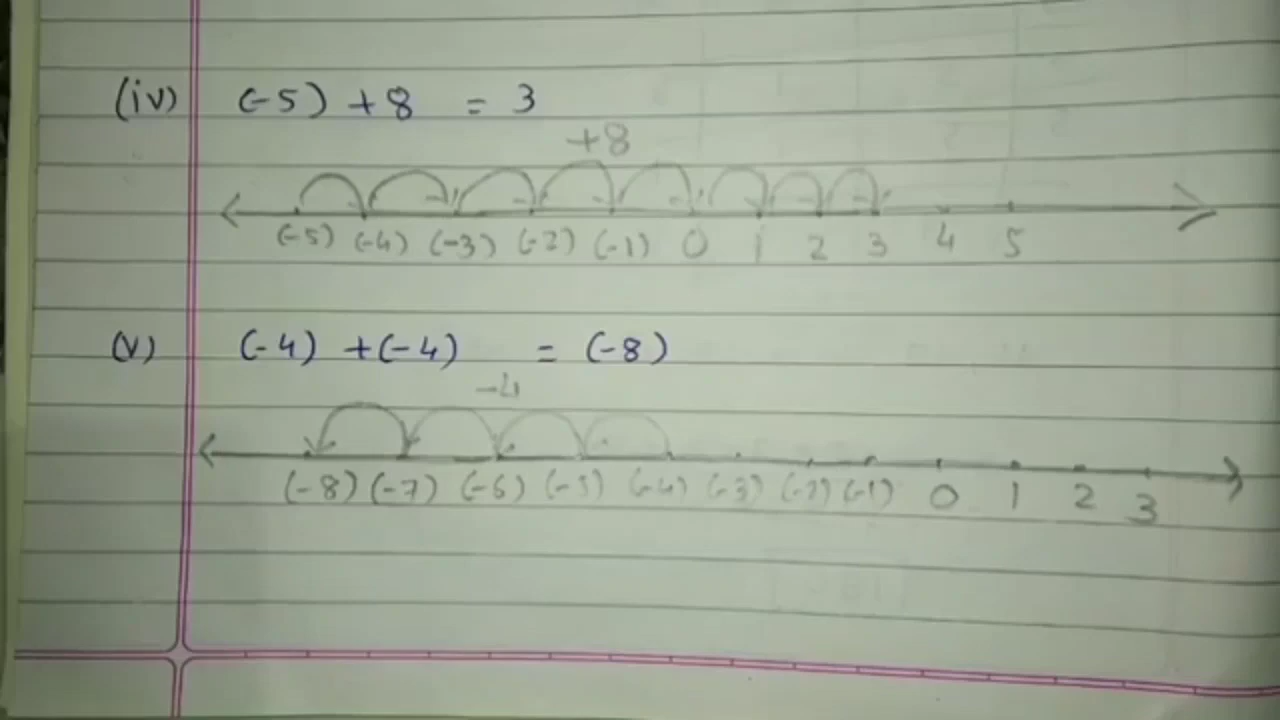 (iv) (-5) +8 = 3
+8
(-5) (-4) (-3) (-2) (-1) 0 1 2 3 4 5
(v) (-4) +(-4) = (-8)
-4
(-8) (-7) (-6) (-5) (-4) (-3) (-2) (-1) 0 1 2 3